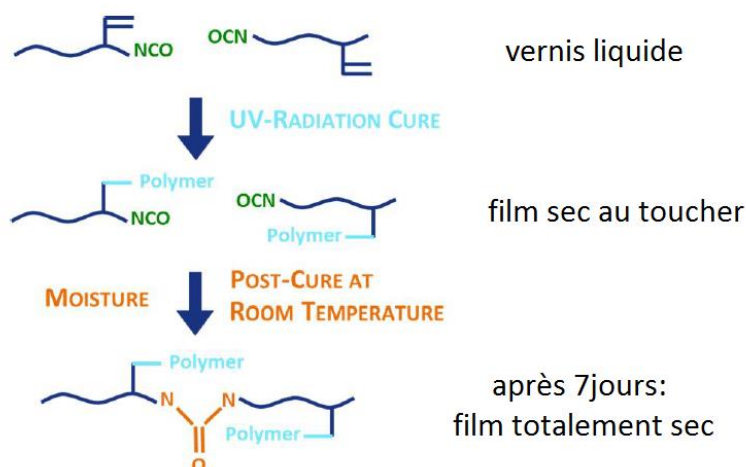 NCO
OCN
vernis liquide
UV-RADIATION CURE
Polymer
NCO
OCN
Polymer
film sec au toucher
MOISTURE
POST-CURE AT
ROOM TEMPERATURE
Polymer
N
N
Polymer
O
après 7jours:
film totalement sec